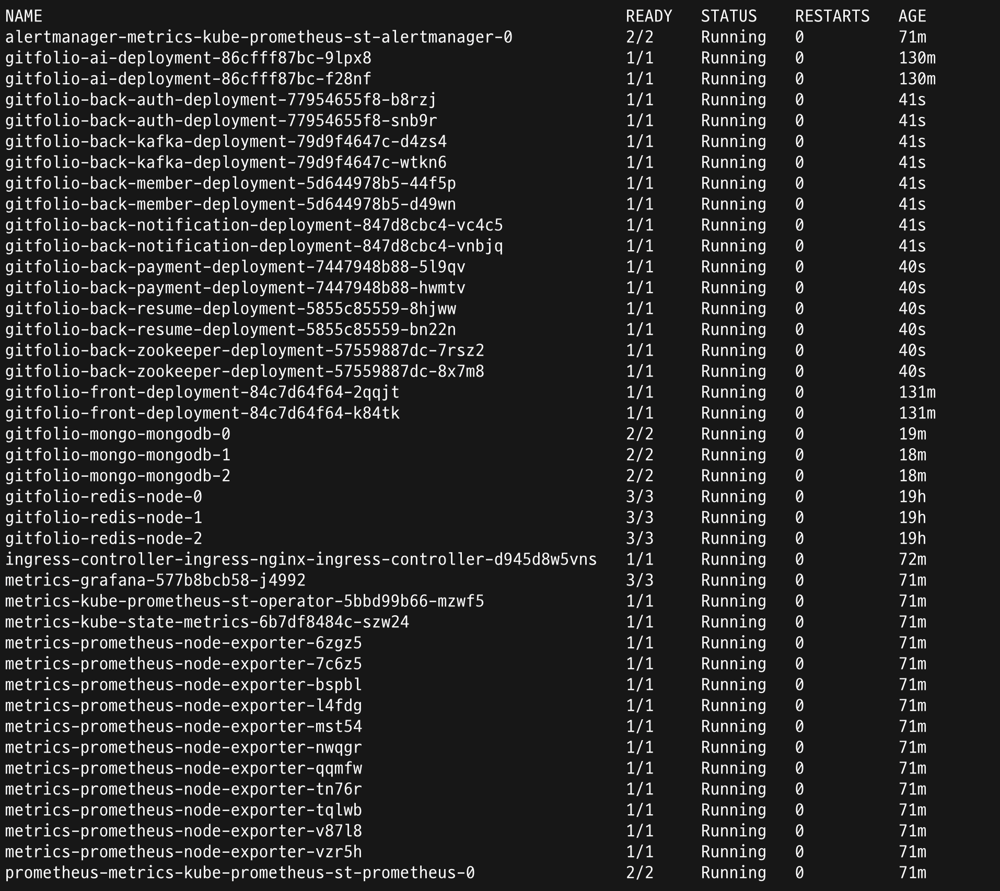 NAME READY STATUS RESTARTS AGE
alertmanager-metrics-kube-prometheus-st-alertmanager-0 2/2 Running 0 71m
gitfolio-ai-deployment-86cfff87bc-9lpx8 1/1 Running 0 130m
gitfolio-ai-deployment-86cfff87bc-f28nf 1/1 Running 0 130m
gitfolio-back-auth-deployment-77954655f8-b8rzj 1/1 Running 0 41s
gitfolio-back-auth-deployment-77954655f8-snb9r 1/1 Running 0 41s
gitfolio-back-kafka-deployment-79d9f4647c-d4zs4 1/1 Running 0 41s
gitfolio-back-kafka-deployment-79d9f4647c-wtkn6 1/1 Running 0 41s
gitfolio-back-member-deployment-5d644978b5-44f5p 1/1 Running 0 41s
gitfolio-back-member-deployment-5d644978b5-d49wn 1/1 Running 0 41s
gitfolio-back-notification-deployment-847d8cbc4-vc4c5 1/1 Running 0 41s
gitfolio-back-notification-deployment-847d8cbc4-vnbjq 1/1 Running 0 41s
gitfolio-back-payment-deployment-7447948b88-5l9qv 1/1 Running 0 40s
gitfolio-back-payment-deployment-7447948b88-hwmtv 1/1 Running 0 40s
gitfolio-back-resume-deployment-5855c85559-8hjww 1/1 Running 0 40s
gitfolio-back-resume-deployment-5855c85559-bn22n 1/1 Running 0 40s
gitfolio-back-zookeeper-deployment-57559887dc-7rsz2 1/1 Running 0 40s
gitfolio-back-zookeeper-deployment-57559887dc-8x7m8 1/1 Running 0 40s
gitfolio-front-deployment-84c7d64f64-2qqjt 1/1 Running 0 131m
gitfolio-front-deployment-84c7d64f64-k84tk 1/1 Running 0 131m
gitfolio-mongo-mongodb-0 2/2 Running 0 19m
gitfolio-mongo-mongodb-1 2/2 Running 0 18m
gitfolio-mongo-mongodb-2 2/2 Running 0 18m
gitfolio-redis-node-0 3/3 Running 0 19h
gitfolio-redis-node-1 3/3 Running 0 19h
gitfolio-redis-node-2 3/3 Running 0 19h
ingress-controller-ingress-nginx-ingress-controller-d945d8w5vns 1/1 Running 0 72m
metrics-grafana-577b8bcb58-j4992 3/3 Running 0 71m
metrics-kube-prometheus-st-operator-5bbd99b66-mzwf5 1/1 Running 0 71m
metrics-kube-state-metrics-6b7df8484c-szw24 1/1 Running 0 71m
metrics-prometheus-node-exporter-6zgz5 1/1 Running 0 71m
metrics-prometheus-node-exporter-7c6z5 1/1 Running 0 71m
metrics-prometheus-node-exporter-bspbl 1/1 Running 0 71m
metrics-prometheus-node-exporter-l4fdg 1/1 Running 0 71m
metrics-prometheus-node-exporter-mst54 1/1 Running 0 71m
metrics-prometheus-node-exporter-nwqgr 1/1 Running 0 71m
metrics-prometheus-node-exporter-qqmfw 1/1 Running 0 71m
metrics-prometheus-node-exporter-tn76r 1/1 Running 0 71m
metrics-prometheus-node-exporter-tqlwb 1/1 Running 0 71m
metrics-prometheus-node-exporter-v87l8 1/1 Running 0 71m
metrics-prometheus-node-exporter-vzr5h 1/1 Running 0 71m
prometheus-metrics-kube-prometheus-st-prometheus-0 2/2 Running 0 71m